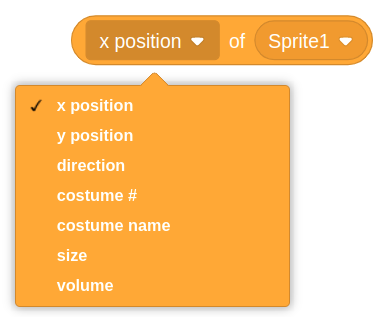 x position of Sprite1
x position
y position
direction
costume #
costume name
size
volume